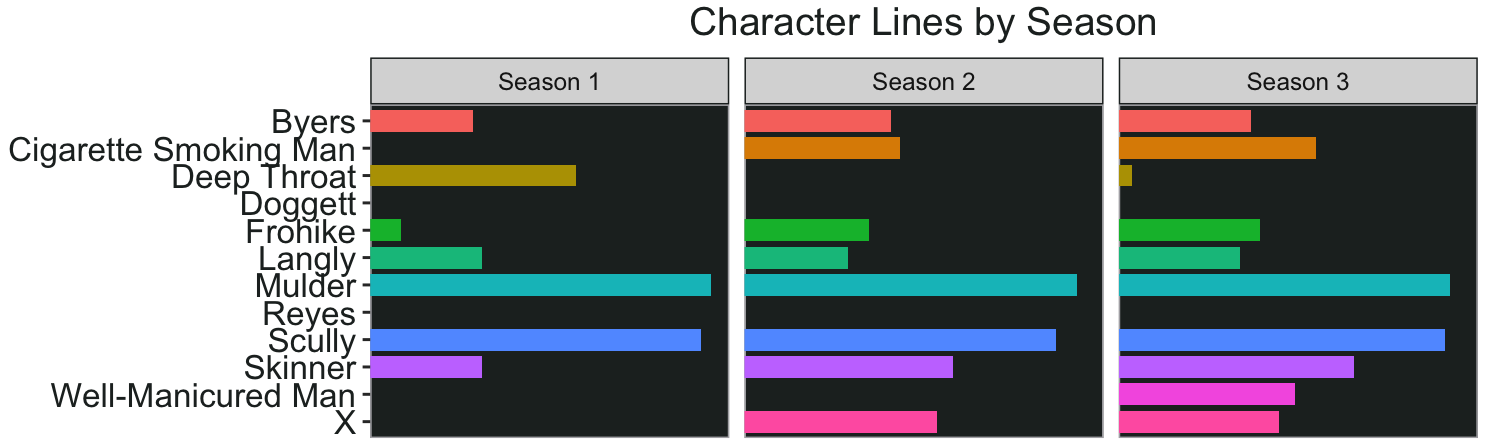 Character Lines by Season
Season 1
Season 2
Season 3
Byers
Cigarette Smoking Man
Deep Throat
Doggett
Frohike
Langly
Mulder
Reyes
Scully
Skinner
Well-Manicured Man
X